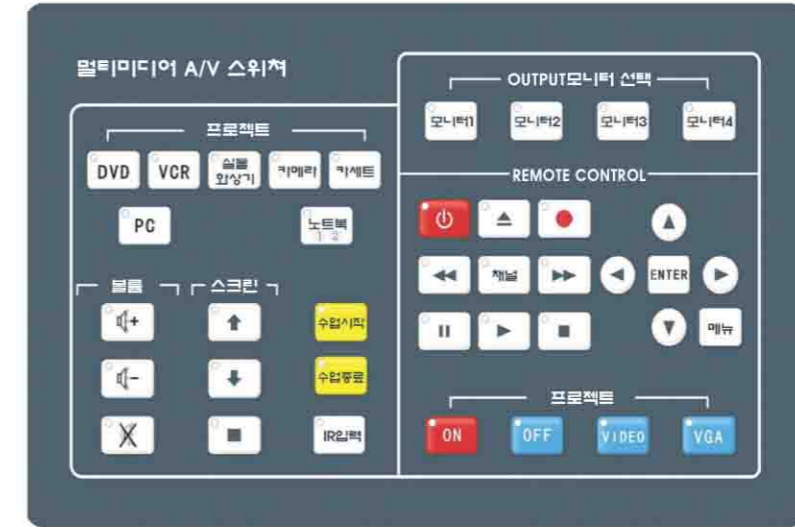 멀티미디어 A/V 스위쳐
프로젝트
DVD VCR 실물 화상기 카메라 카세트
PC 노트북 1 2
볼륨 스크린
수업시작
수업종료
IR입력
OUTPUT모니터 선택
모니터1 모니터2 모니터3 모니터4
REMOTE CONTROL
채널 ENTER
메뉴
프로젝트
ON OFF VIDEO VGA